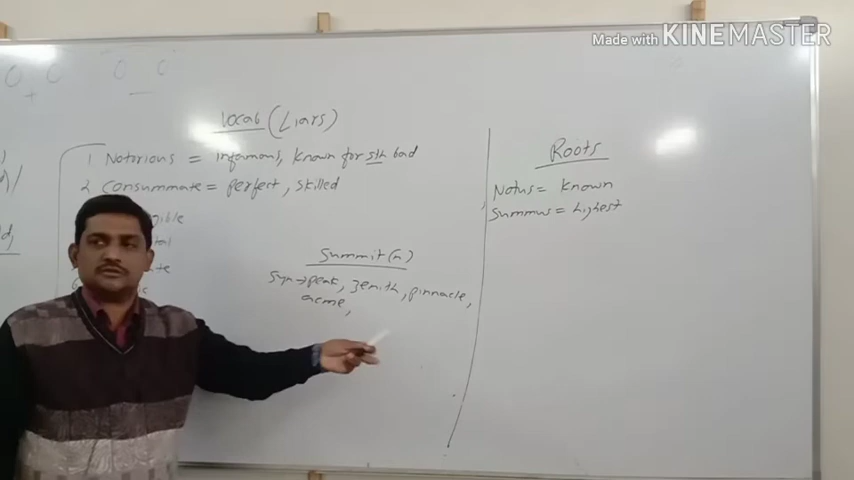 Made with KINEMASTER
Vocab (Liars)
1 Notorious = infamous, known for sth bad
2 Consummate = perfect, skilled
Summit (n)
Syn → peak, zenith, pinnacle,
acme,
Roots
Notus = known
Summus = highest